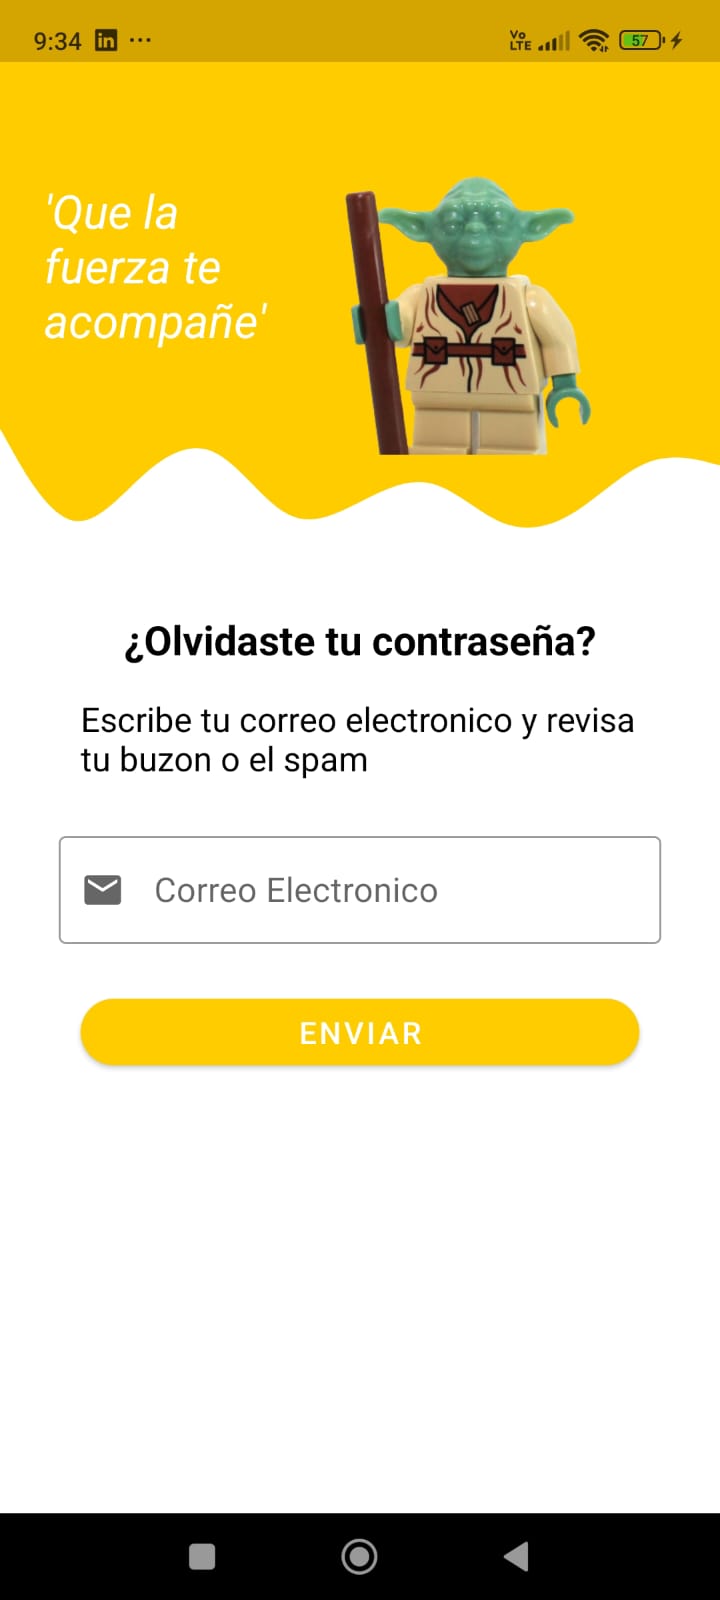 9:34 in ...
Vo
LTE
57
'Que la
fuerza te
acompañe'
¿Olvidaste tu contraseña?
Escribe tu correo electronico y revisa
tu buzon o el spam
Correo Electronico
ENVIAR